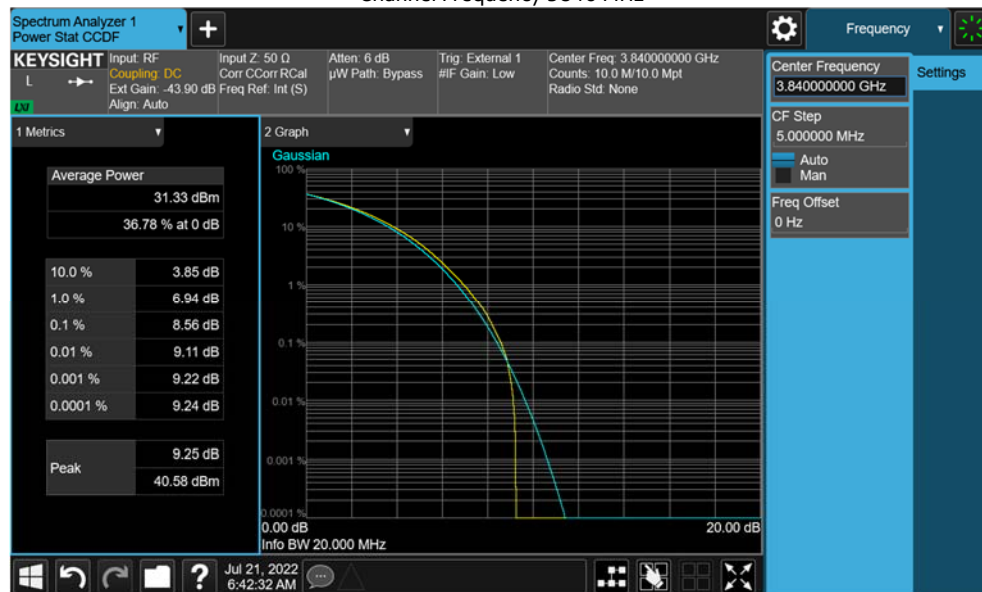 Spectrum Analyzer 1
Power Stat CCDF
+
Frequency
KEYSIGHT
L
LXI
Input: RF
Coupling: DC
Ext Gain: -43.90 dB
Align: Auto
Input Z: 50 Ω
Corr CCorr RCal
Freq Ref: Int (S)
Atten: 6 dB
µW Path: Bypass
Trig: External 1
#IF Gain: Low
Center Freq: 3.840000000 GHz
Counts: 10.0 M/10.0 Mpt
Radio Std: None
Center Frequency
3.840000000 GHz
Settings
CF Step
5.000000 MHz
Auto
Man
Freq Offset
0 Hz
1 Metrics
Average Power
31.33 dBm
36.78 % at 0 dB
10.0 % 3.85 dB
1.0 % 6.94 dB
0.1 % 8.56 dB
0.01 % 9.11 dB
0.001 % 9.22 dB
0.0001 % 9.24 dB
Peak
9.25 dB
40.58 dBm
2 Graph
Gaussian
100 %
10 %
1 %
0.1 %
0.01 %
0.001 %
0.0001 %
0.00 dB 20.00 dB
Info BW 20.000 MHz
?
Jul 21, 2022
6:42:32 AM